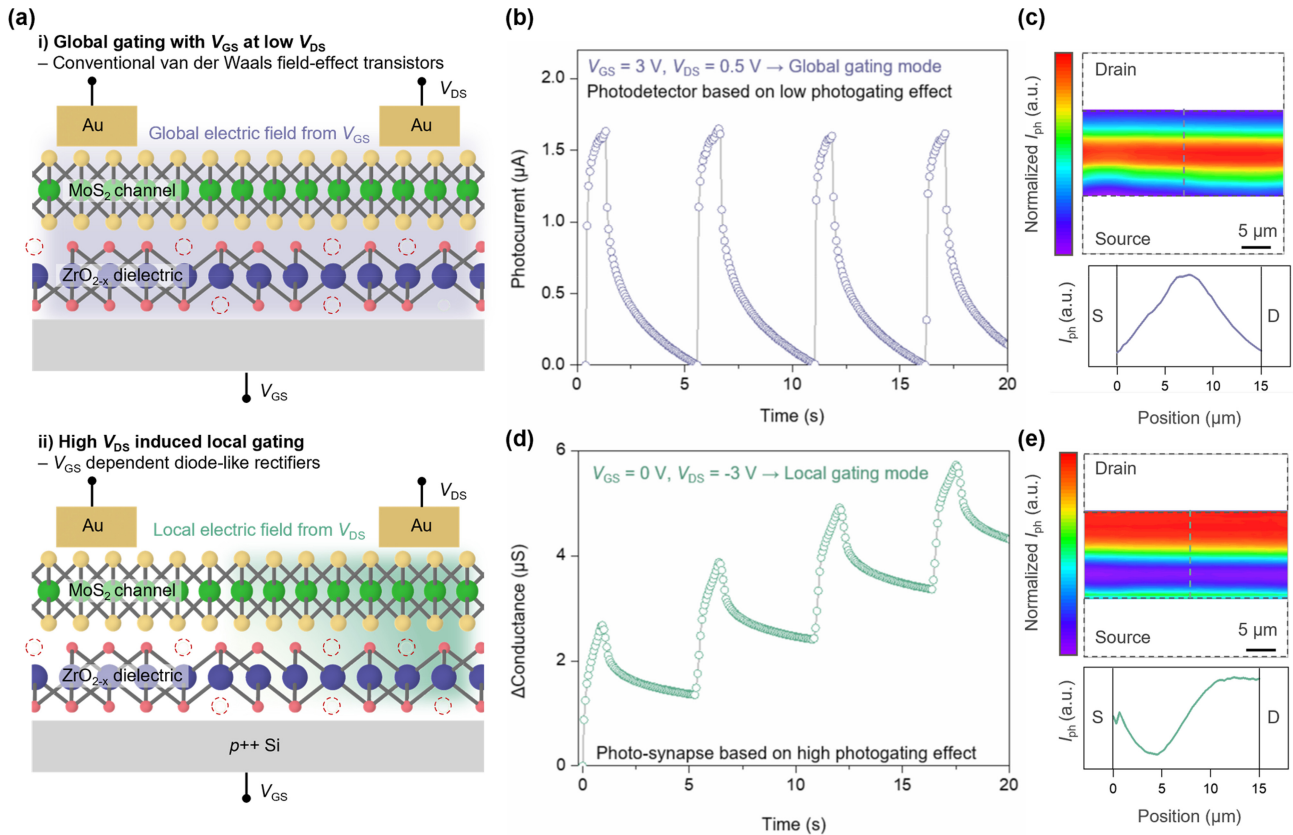 (a)
i) Global gating with VGS at low VDS
– Conventional van der Waals field-effect transistors
VDS
Au
Au
Global electric field from VGS
MoS2 channel
ZrO2-x dielectric
VGS
ii) High VDS induced local gating
– VGS dependent diode-like rectifiers
VDS
Au
Au
Local electric field from VDS
MoS2 channel
ZrO2-x dielectric
p++ Si
VGS
(b)
VGS = 3 V, VDS = 0.5 V → Global gating mode
Photodetector based on low photogating effect
Photocurrent (µA)
2.0
1.5
1.0
0.5
0.0
0
5
10
15
20
Time (s)
(c)
Normalized Iph (a.u.)
Drain
Source
5 µm
Iph (a.u.)
S
D
0
5
10
15
Position (µm)
(d)
VGS = 0 V, VDS = -3 V → Local gating mode
ΔConductance (µS)
6
4
2
0
Photo-synapse based on high photogating effect
0
5
10
15
20
Time (s)
(e)
Normalized Iph (a.u.)
Drain
Source
5 µm
Iph (a.u.)
S
D
0
5
10
15
Position (µm)